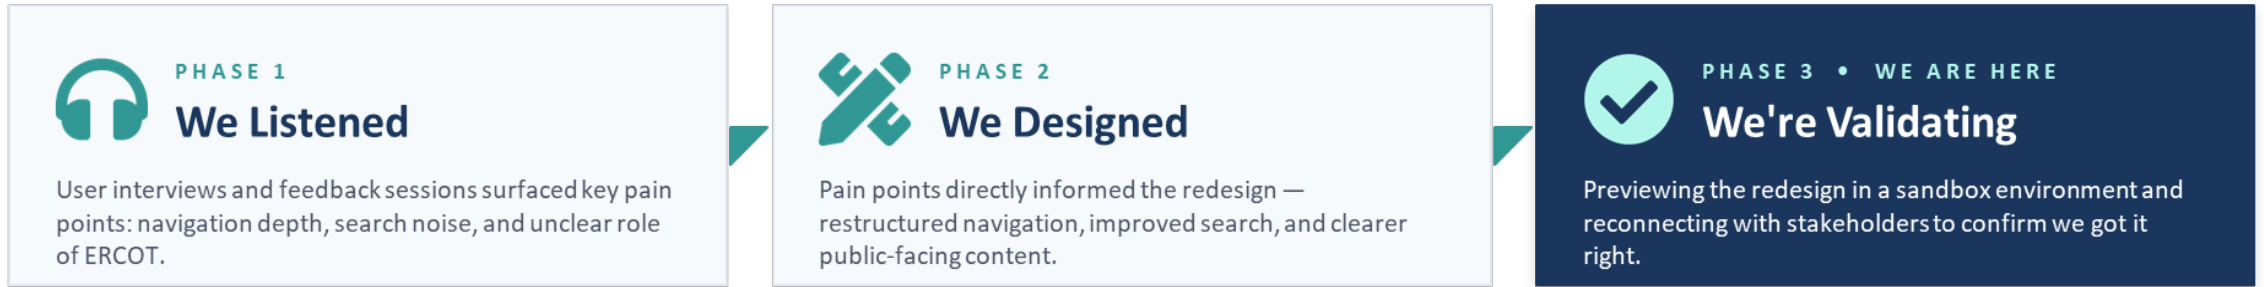 PHASE 1
We Listened
User interviews and feedback sessions surfaced key pain
points: navigation depth, search noise, and unclear role
of ERCOT.
PHASE 2
We Designed
Pain points directly informed the redesign —
restructured navigation, improved search, and clearer
public-facing content.
PHASE 3 • WE ARE HERE
We're Validating
Previewing the redesign in a sandbox environment and
reconnecting with stakeholders to confirm we got it
right.